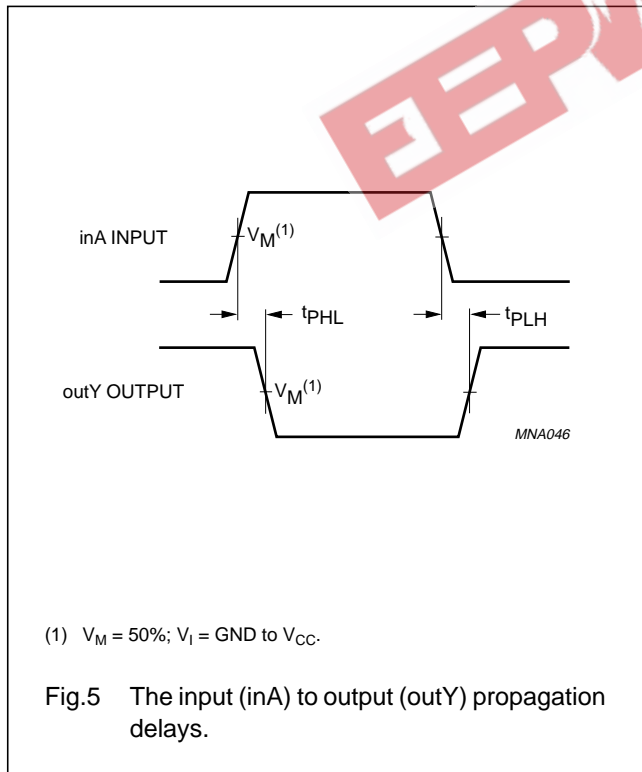 EEPW
inA INPUT
VM(1)
tPHL
tPLH
outY OUTPUT
VM(1)
MNA046
(1) VM = 50%; VI = GND to VCC.
Fig.5 The input (inA) to output (outY) propagation
delays.